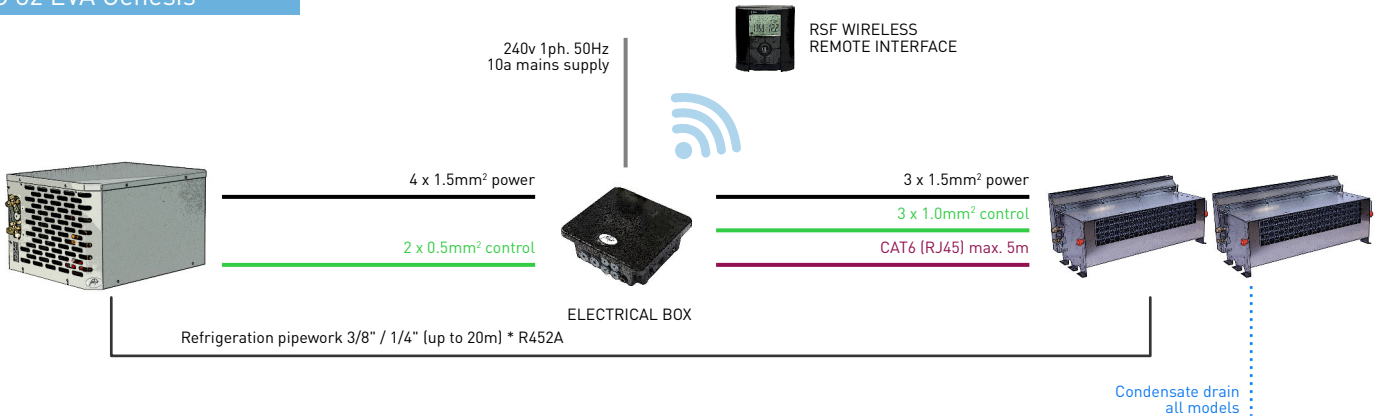 EVA Genesis
RSF WIRELESS
REMOTE INTERFACE
240v 1ph. 50Hz
10a mains supply
4 x 1.5mm² power
3 x 1.5mm² power
3 x 1.0mm² control
2 x 0.5mm² control
CAT6 (RJ45) max. 5m
ELECTRICAL BOX
Refrigeration pipework 3/8" / 1/4" (up to 20m) * R452A
Condensate drain
all models